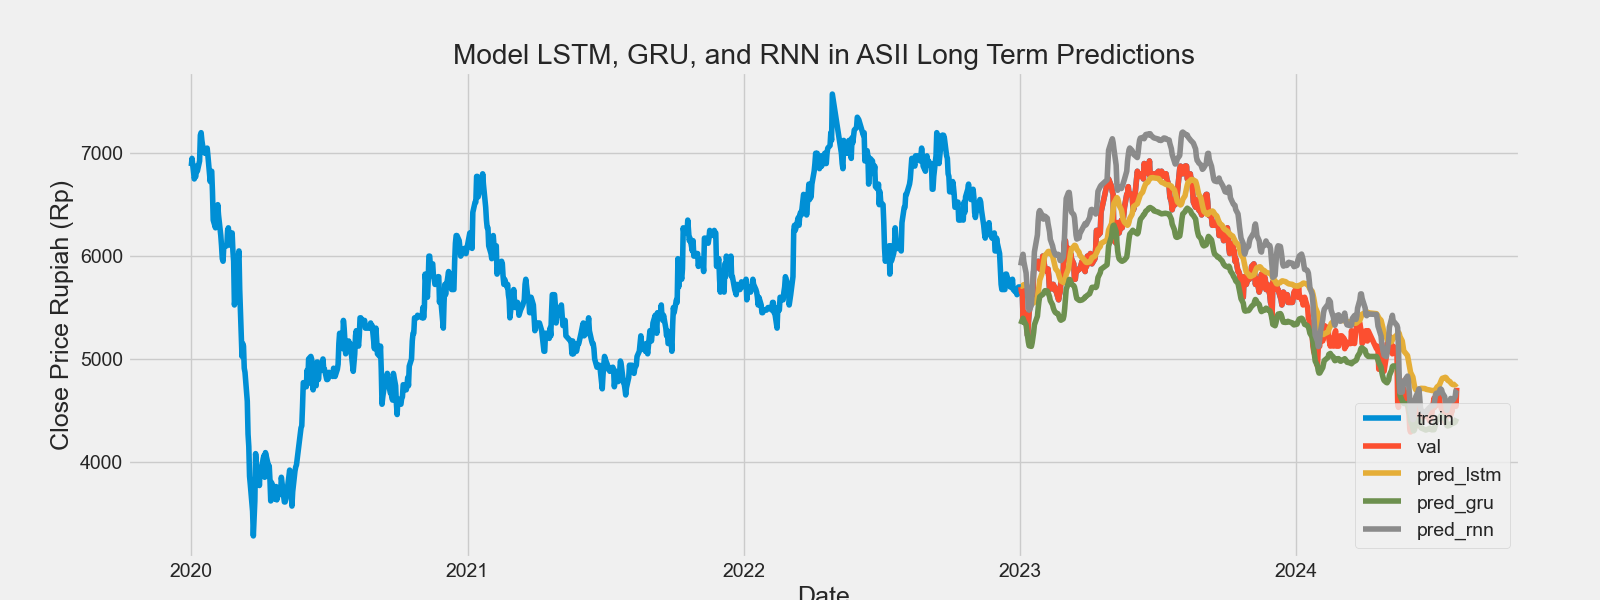 Model LSTM, GRU, and RNN in ASII Long Term Predictions
Close Price Rupiah (Rp)
7000
6000
5000
4000
2020
2021
2022
2023
2024
Date
train
val
pred_lstm
pred_gru
pred_rnn